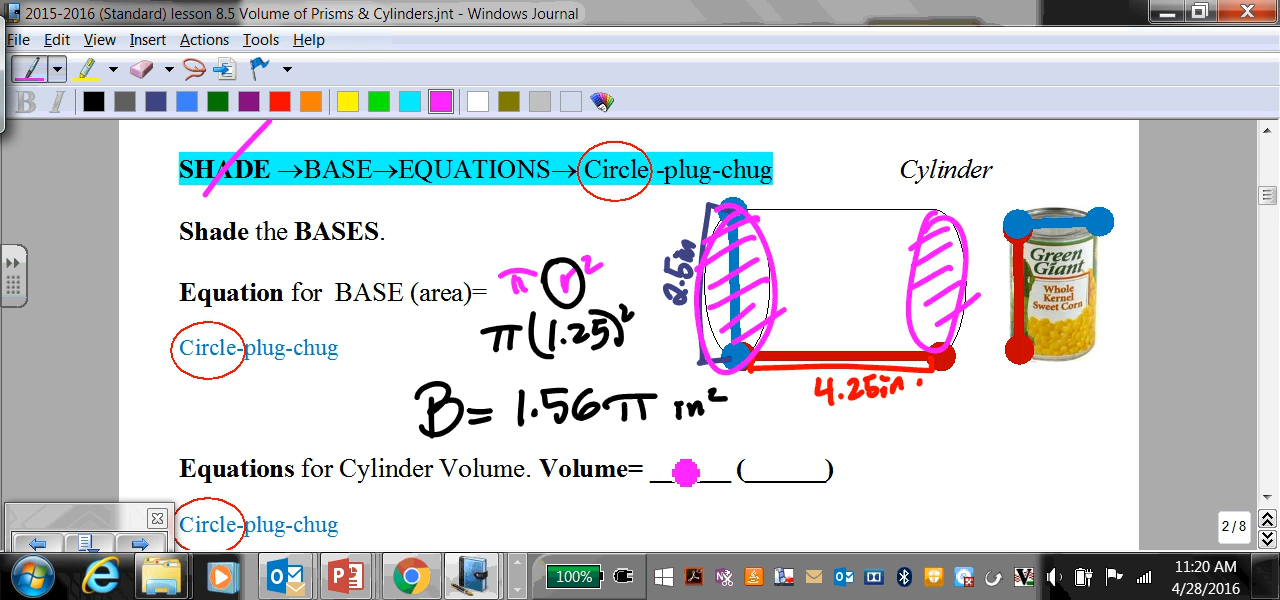 2015-2016 (Standard) lesson 8.5 Volume of Prisms & Cylinders.jnt - Windows Journal
File Edit View Insert Actions Tools Help
B I
SHADE →BASE→EQUATIONS→ Circle -plug-chug
Cylinder
Shade the BASES.
2.5in
Green Giant
Whole
Kernel
Sweet Corn
Equation for BASE (area)= π r²
Circle-plug-chug
π(1.25)²
4.25in.
B= 1.56π in²
Equations for Cylinder Volume. Volume= ______ (______)
Circle-plug-chug
2/8
100%
11:20 AM
4/28/2016